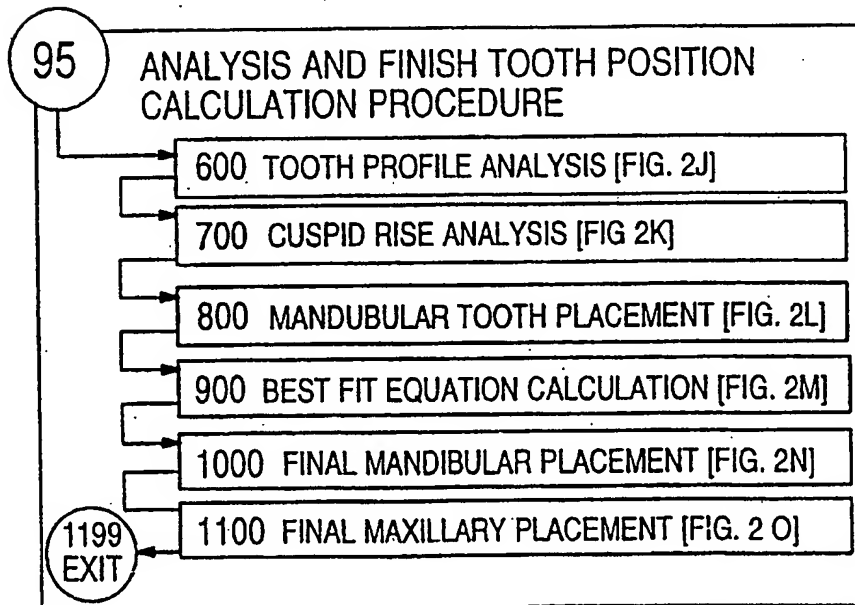 95
ANALYSIS AND FINISH TOOTH POSITION
CALCULATION PROCEDURE
600 TOOTH PROFILE ANALYSIS [FIG. 2J]
700 CUSPID RISE ANALYSIS [FIG 2K]
800 MANDUBULAR TOOTH PLACEMENT [FIG. 2L]
900 BEST FIT EQUATION CALCULATION [FIG. 2M]
1000 FINAL MANDIBULAR PLACEMENT [FIG. 2N]
1100 FINAL MAXILLARY PLACEMENT [FIG. 2 O]
1199
EXIT